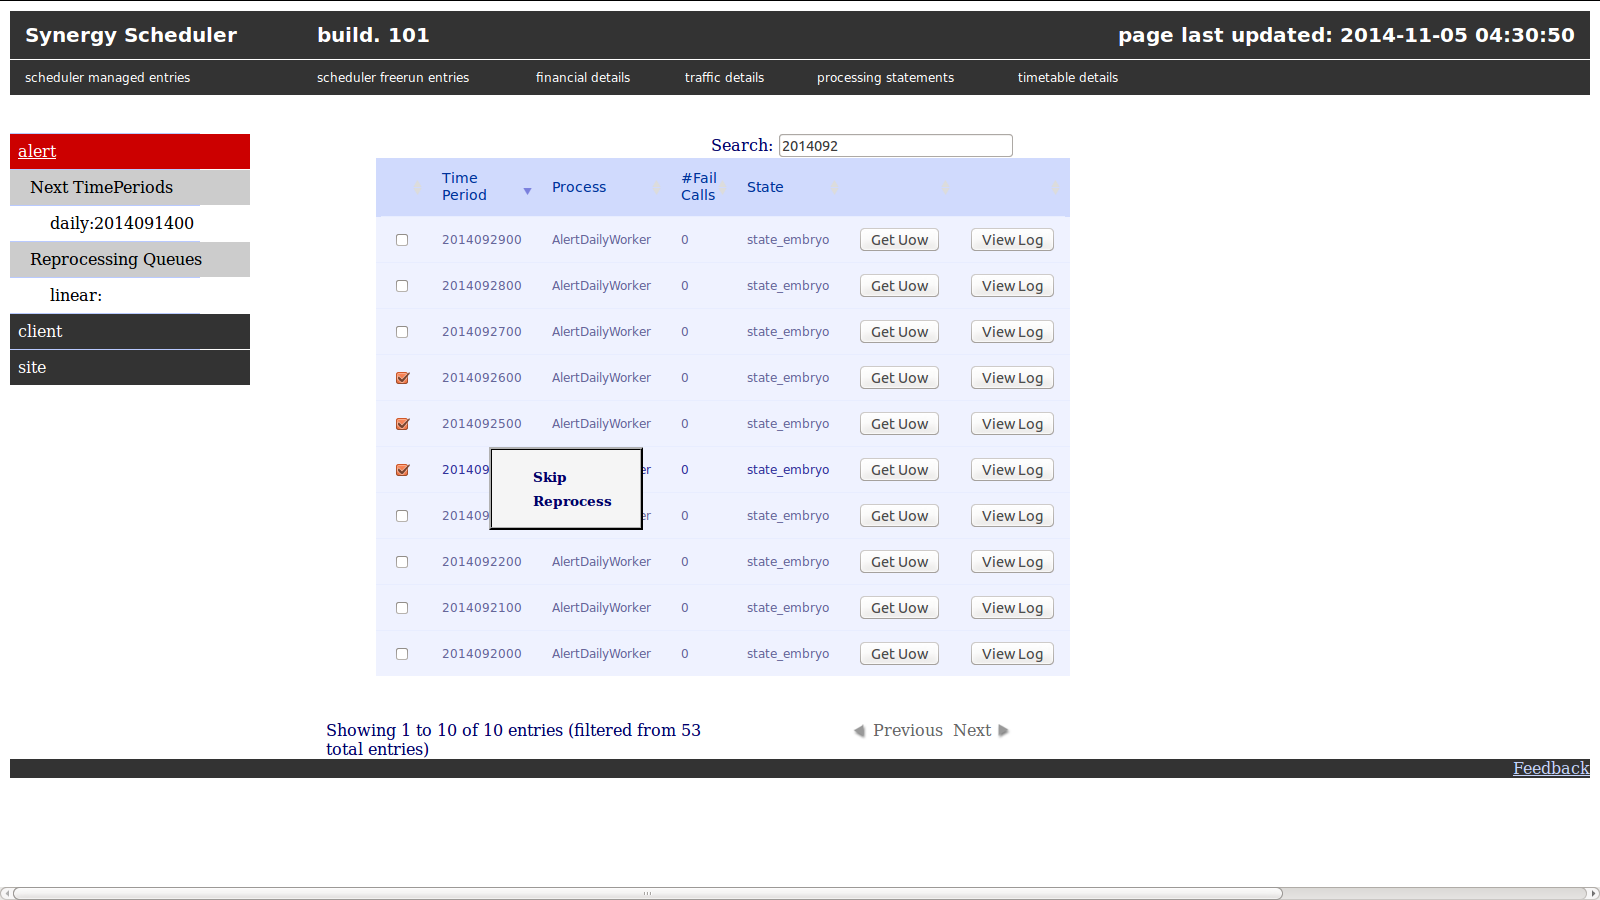 Synergy Scheduler build. 101 page last updated: 2014-11-05 04:30:50
scheduler managed entries scheduler freerun entries financial details traffic details processing statements timetable details
alert
Next TimePeriods
daily:2014091400
Reprocessing Queues
linear:
client
site
Search: 2014092
Time Period Process #Fail Calls State
2014092900 AlertDailyWorker 0 state_embryo Get Uow View Log
2014092800 AlertDailyWorker 0 state_embryo Get Uow View Log
2014092700 AlertDailyWorker 0 state_embryo Get Uow View Log
2014092600 AlertDailyWorker 0 state_embryo Get Uow View Log
2014092500 AlertDailyWorker 0 state_embryo Get Uow View Log
201409 er 0 state_embryo Get Uow View Log
Skip
Reprocess
201409 er 0 state_embryo Get Uow View Log
2014092200 AlertDailyWorker 0 state_embryo Get Uow View Log
2014092100 AlertDailyWorker 0 state_embryo Get Uow View Log
2014092000 AlertDailyWorker 0 state_embryo Get Uow View Log
Showing 1 to 10 of 10 entries (filtered from 53
total entries)
Previous Next
Feedback